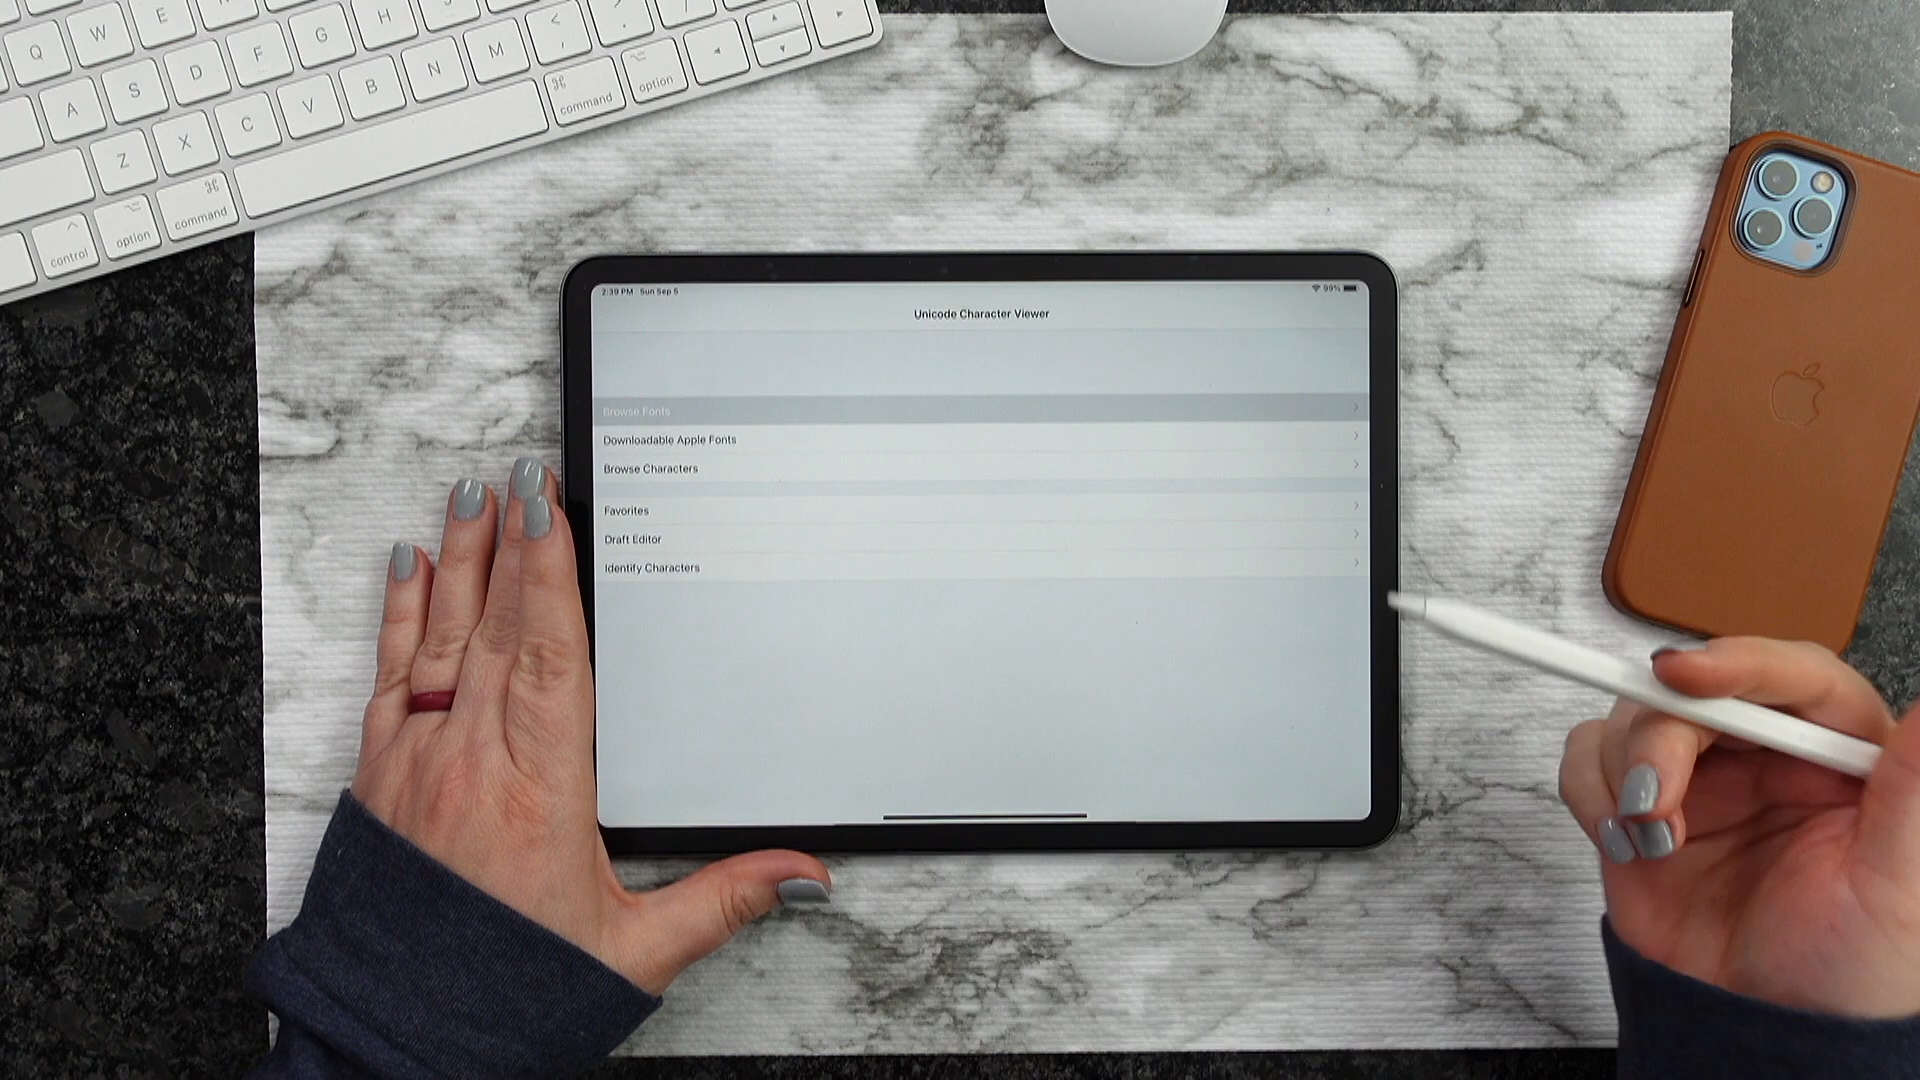 Q W E H J
A S D F G
Z X C V B N M < ,
command option
control option command
2:39 PM Sun Sep 5 99%
Unicode Character Viewer
Browse Fonts
Downloadable Apple Fonts
Browse Characters
Favorites
Draft Editor
Identify Characters